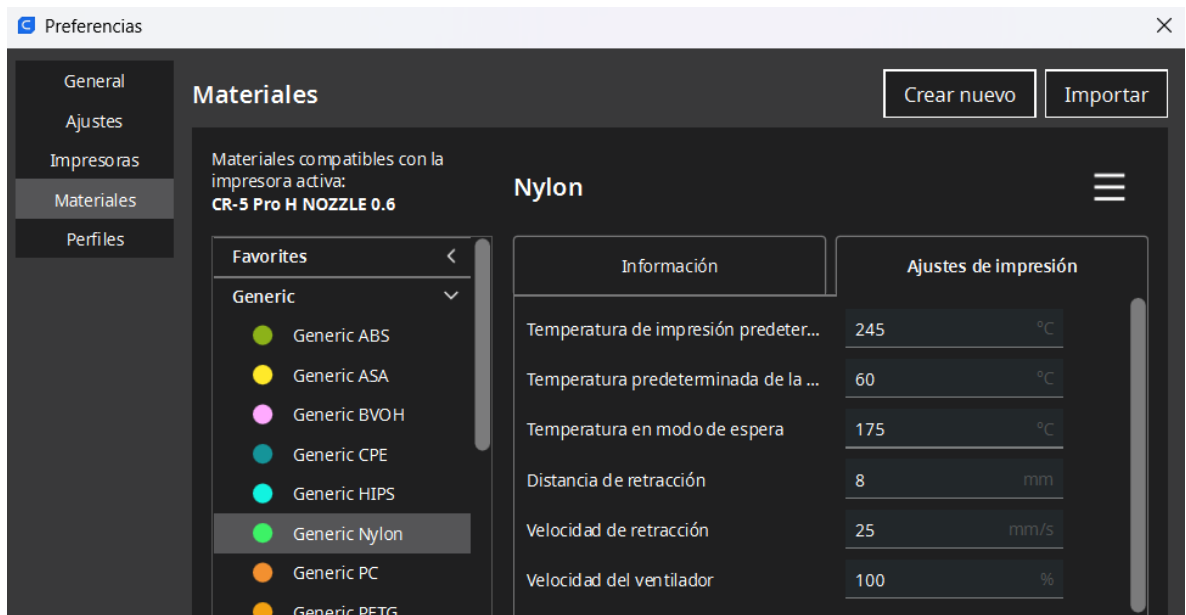 Preferencias
General
Ajustes
Impresoras
Materiales
Perfiles
Materiales
Crear nuevo
Importar
Materiales compatibles con la
impresora activa:
CR-5 Pro H NOZZLE 0.6
Favorites
Generic
Generic ABS
Generic ASA
Generic BVOH
Generic CPE
Generic HIPS
Generic Nylon
Generic PC
Generic PETG
Nylon
Información
Ajustes de impresión
Temperatura de impresión predeter... 245 °C
Temperatura predeterminada de la ... 60 °C
Temperatura en modo de espera 175 °C
Distancia de retracción 8 mm
Velocidad de retracción 25 mm/s
Velocidad del ventilador 100 %